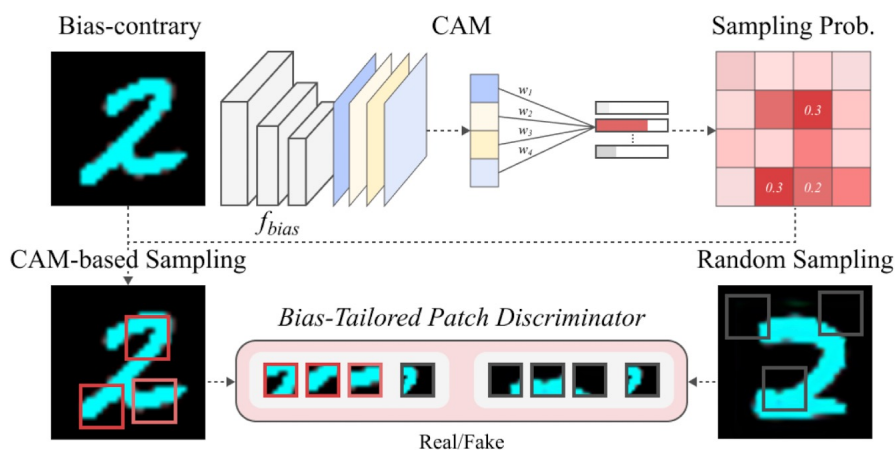 Bias-contrary
CAM
Sampling Prob.
w1
w2
w3
w4
0.3
0.3
0.2
fbias
CAM-based Sampling
Random Sampling
Bias-Tailored Patch Discriminator
Real/Fake